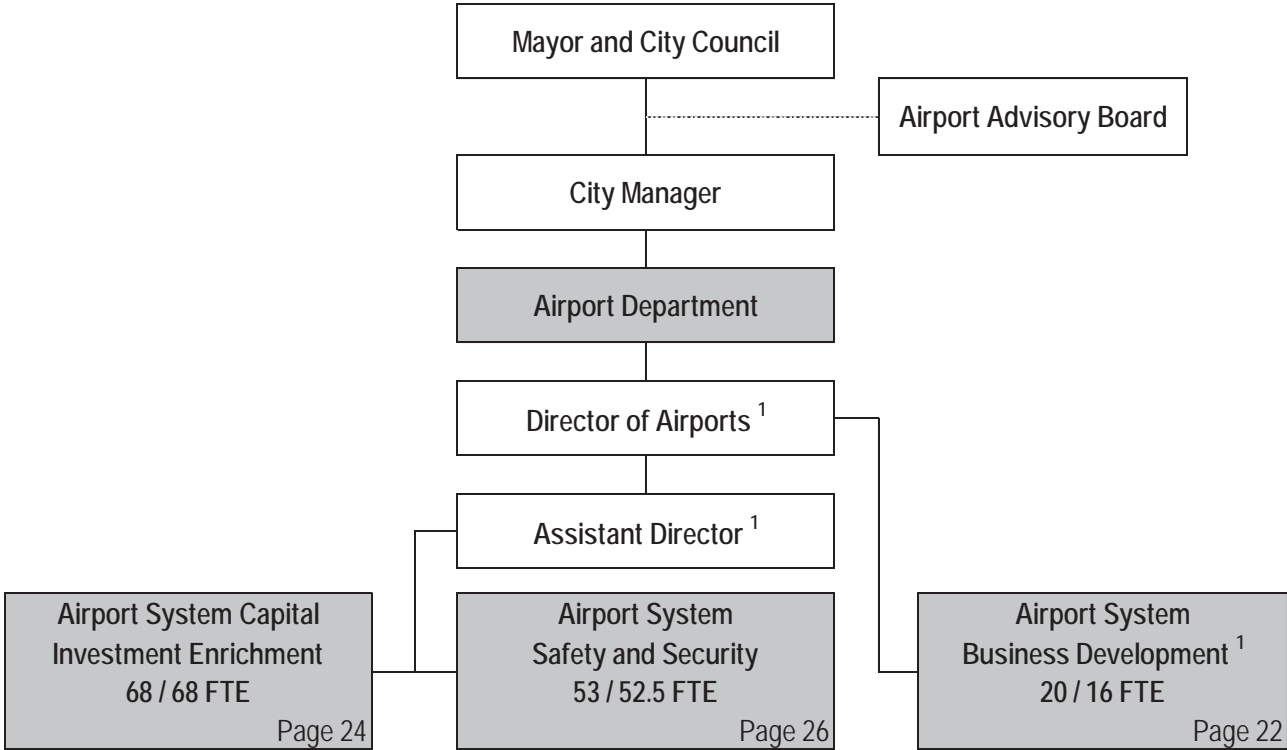 Mayor and City Council
Airport Advisory Board
City Manager
Airport Department
Director of Airports 1
Assistant Director 1
Airport System Capital
Investment Enrichment
68 / 68 FTE
Page 24
Airport System
Safety and Security
53 / 52.5 FTE
Page 26
Airport System
Business Development 1
20 / 16 FTE
Page 22